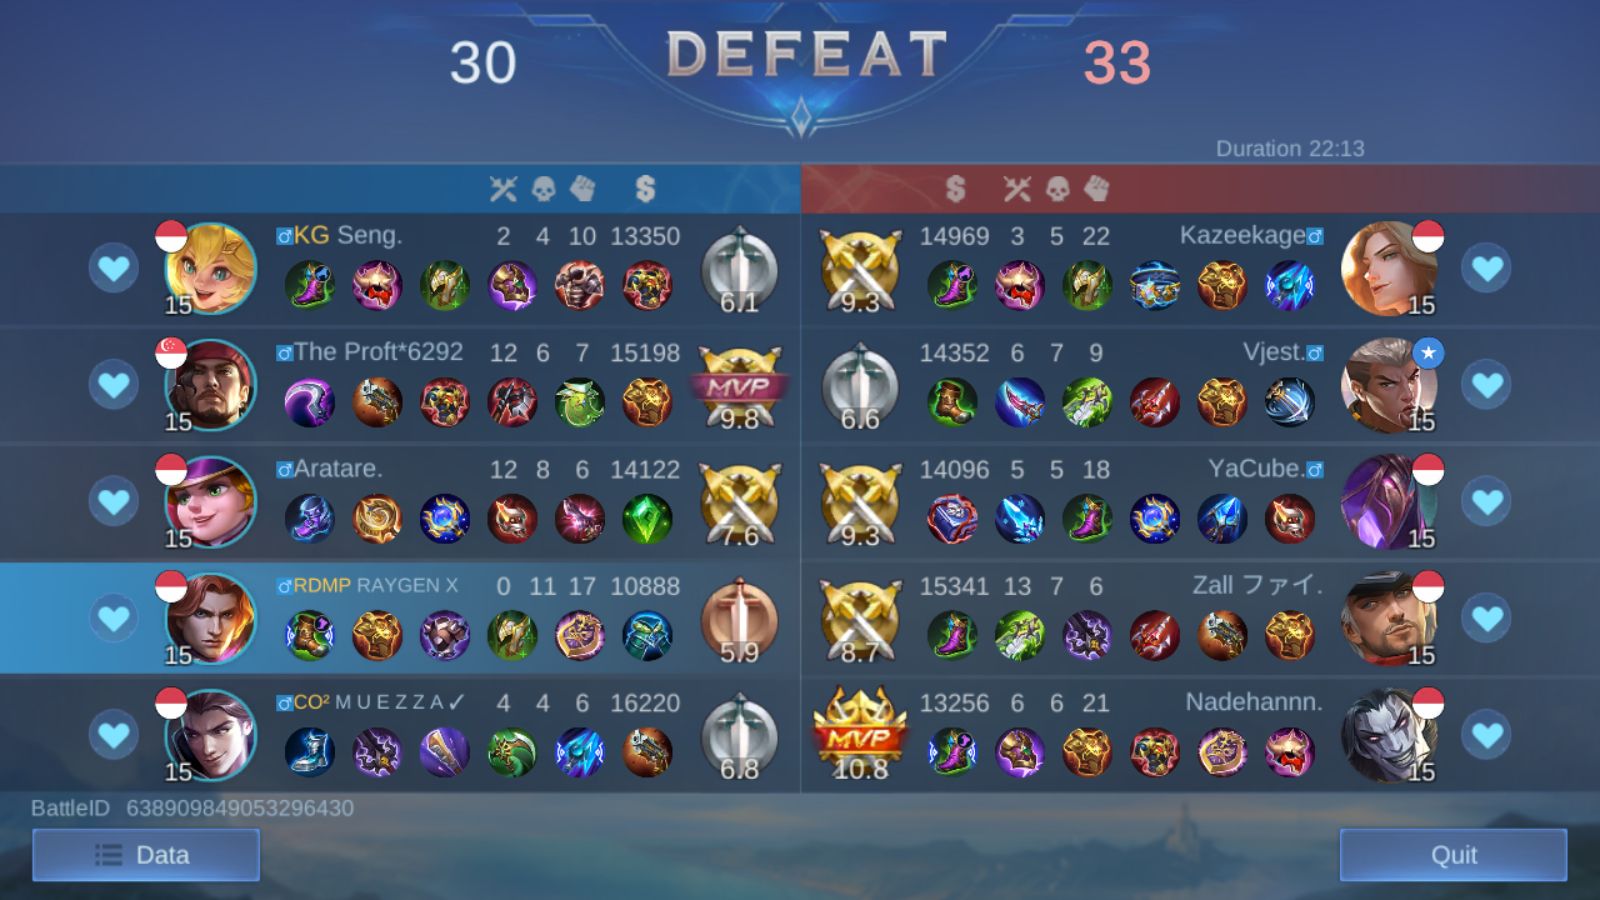 30 DEFEAT 33
Duration 22:13
KG Seng. 2 4 10 13350
15 6.1
14969 3 5 22 Kazeekage
9.3 15
The Proft*6292 12 6 7 15198
MVP
15 9.8
14352 6 7 9 Vjest.
6.6 15
Aratare. 12 8 6 14122
15 7.6
14096 5 5 18 YaCube.
9.3 15
RDMP RAYGEN X 0 11 17 10888
15 5.9
15341 13 7 6 Zall ファイ.
8.7 15
CO² M U E Z Z A ✓ 4 4 6 16220
15 6.8
13256 6 6 21 Nadehannn.
MVP
10.8 15
BattleID 638909849053296430
Data
Quit